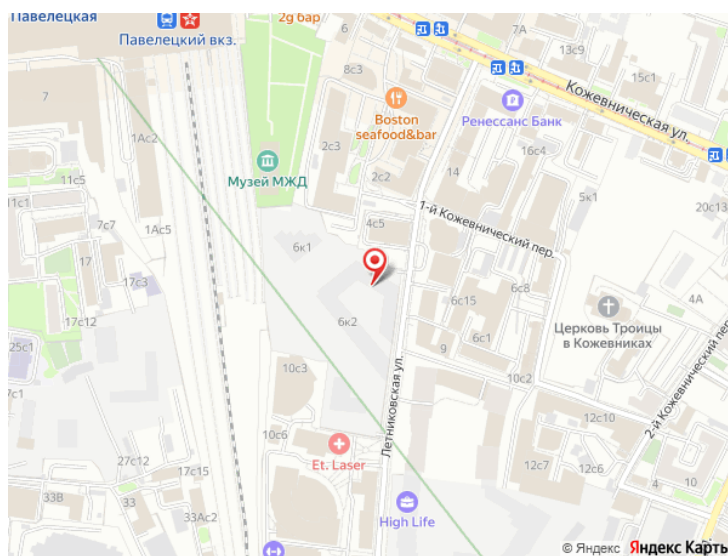 Павелецкая
2g бар
Павелецкий вкз.
7А
13с9
15с1
Кожевническая ул.
8с3
7
Boston
seafood&bar
Ренессанс Банк
1Ас2
2с3
16с4
Музей МЖД
11с5
2с2
14
5к1
11с1
7с7
1-й Кожевнический пер.
20с13
4с5
1Ас5
6к1
17
17с3
6с8
6с15
4А
Церковь Троицы
в Кожевниках
6к2
6с1
25с1
9
2-й Кожевнический пер.
10с3
10с2
Летниковская ул.
7с1
12с10
10с6
27с12
17с15
Et. Laser
12с7
12с6
4
10
33В
33
33Ас2
High Life
© Яндекс Яндекс Карты